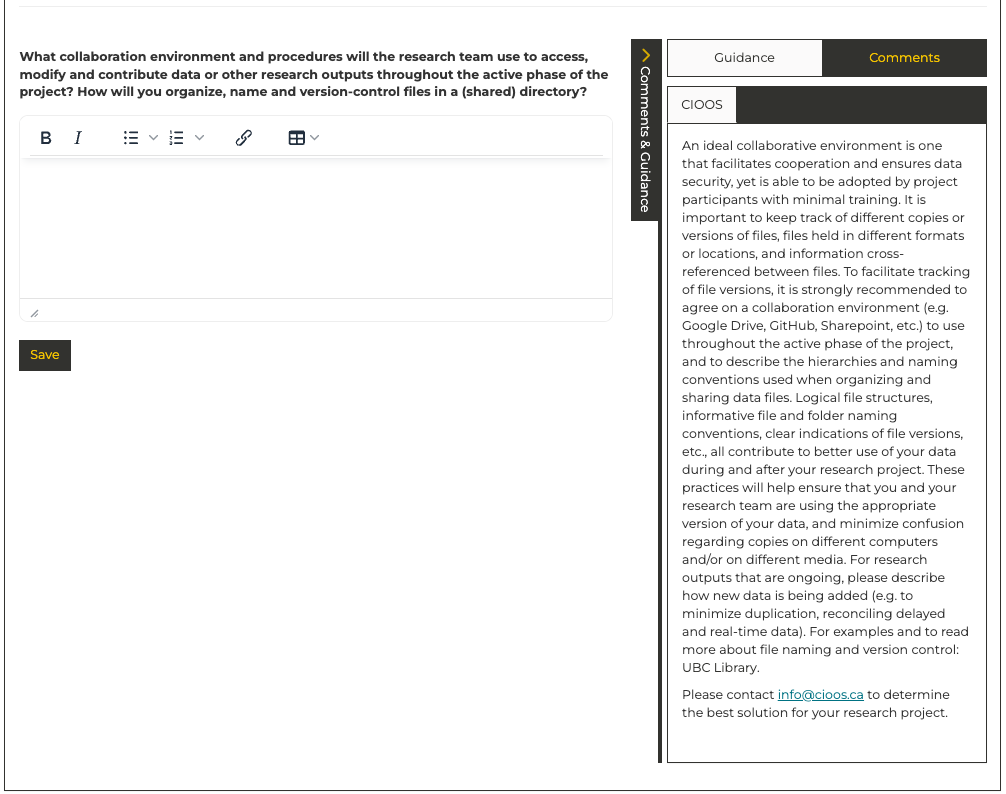 What collaboration environment and procedures will the research team use to access,
modify and contribute data or other research outputs throughout the active phase of the
project? How will you organize, name and version-control files in a (shared) directory?
B I
Save
Comments & Guidance
Guidance
Comments
CIOOS
An ideal collaborative environment is one
that facilitates cooperation and ensures data
security, yet is able to be adopted by project
participants with minimal training. It is
important to keep track of different copies or
versions of files, files held in different formats
or locations, and information cross-
referenced between files. To facilitate tracking
of file versions, it is strongly recommended to
agree on a collaboration environment (e.g.
Google Drive, GitHub, Sharepoint, etc.) to use
throughout the active phase of the project,
and to describe the hierarchies and naming
conventions used when organizing and
sharing data files. Logical file structures,
informative file and folder naming
conventions, clear indications of file versions,
etc., all contribute to better use of your data
during and after your research project. These
practices will help ensure that you and your
research team are using the appropriate
version of your data, and minimize confusion
regarding copies on different computers
and/or on different media. For research
outputs that are ongoing, please describe
how new data is being added (e.g. to
minimize duplication, reconciling delayed
and real-time data). For examples and to read
more about file naming and version control:
UBC Library.
Please contact info@cioos.ca to determine
the best solution for your research project.